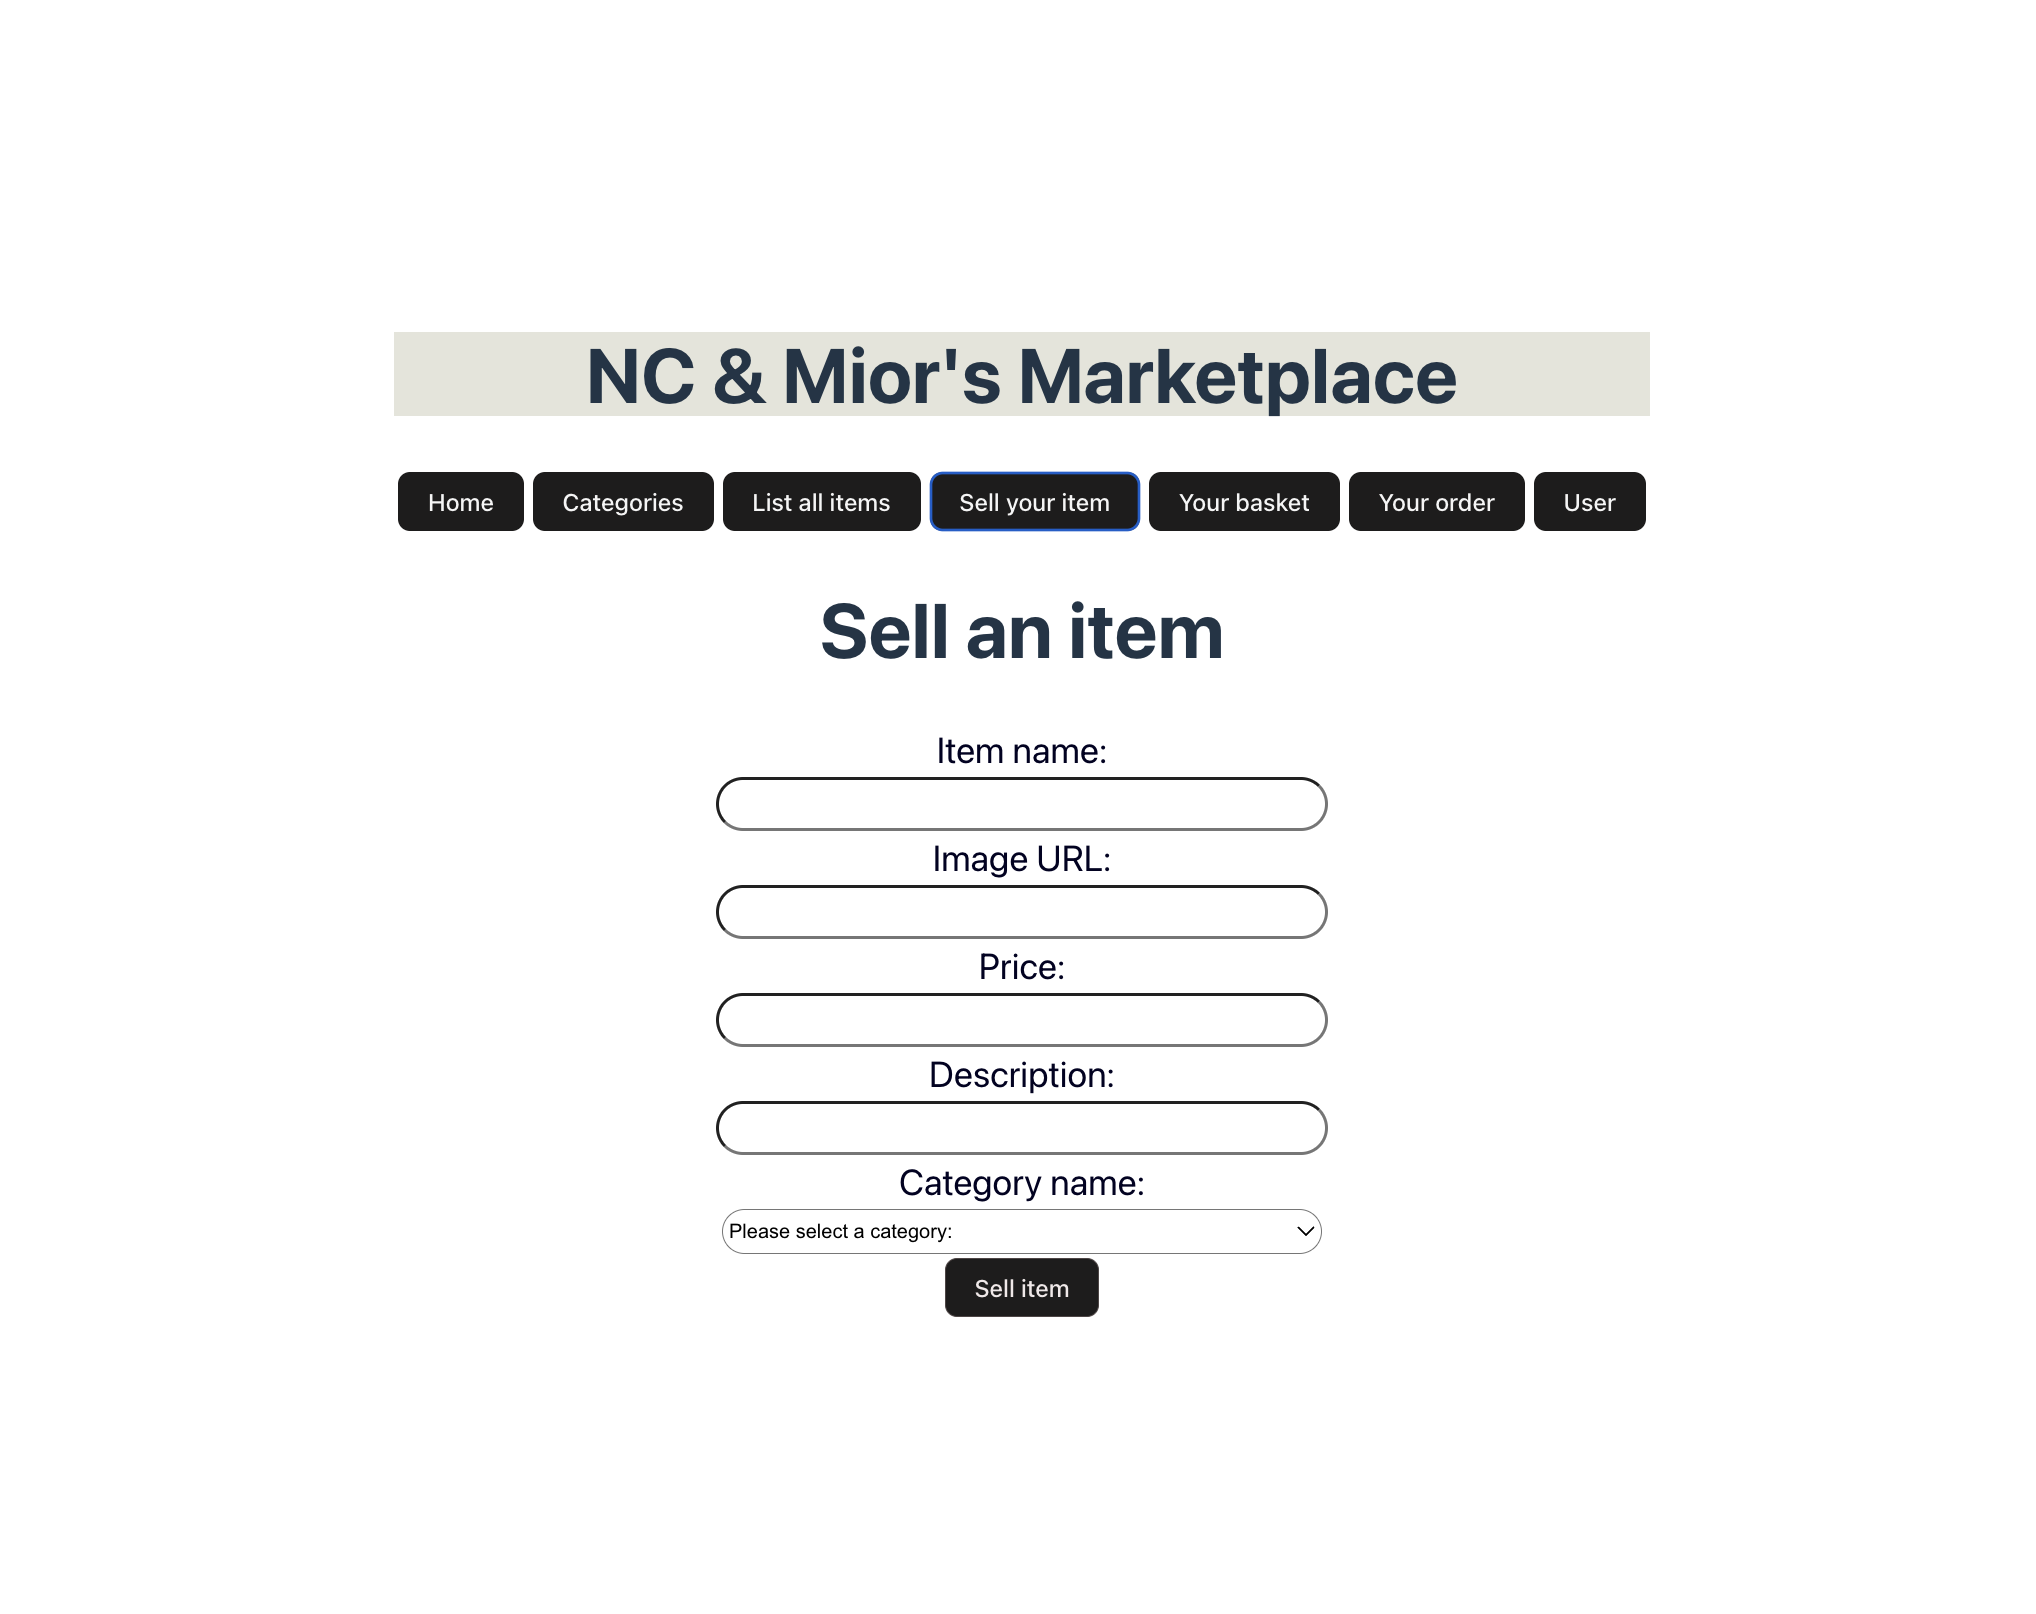 NC & Mior's Marketplace
Home Categories List all items Sell your item Your basket Your order User
Sell an item
Item name:
Image URL:
Price:
Description:
Category name:
Please select a category:
Sell item